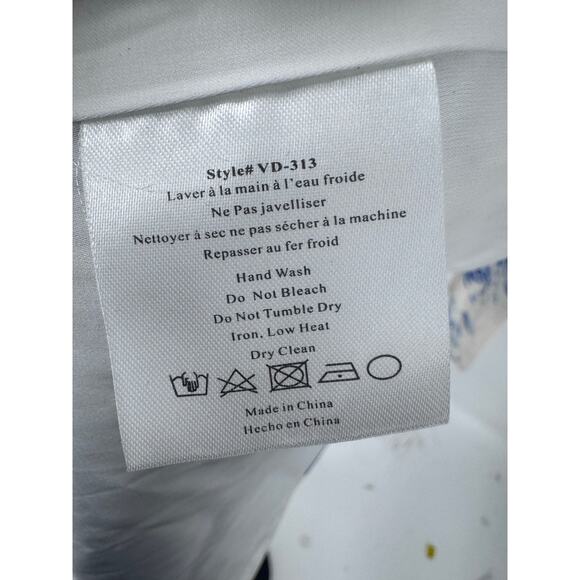 Style# VD-313
Laver à la main à l'eau froide
Ne Pas javelliser
Nettoyer à sec ne pas sécher à la machine
Repasser au fer froid
Hand Wash
Do Not Bleach
Do Not Tumble Dry
Iron, Low Heat
Dry Clean
Made in China
Hecho en China